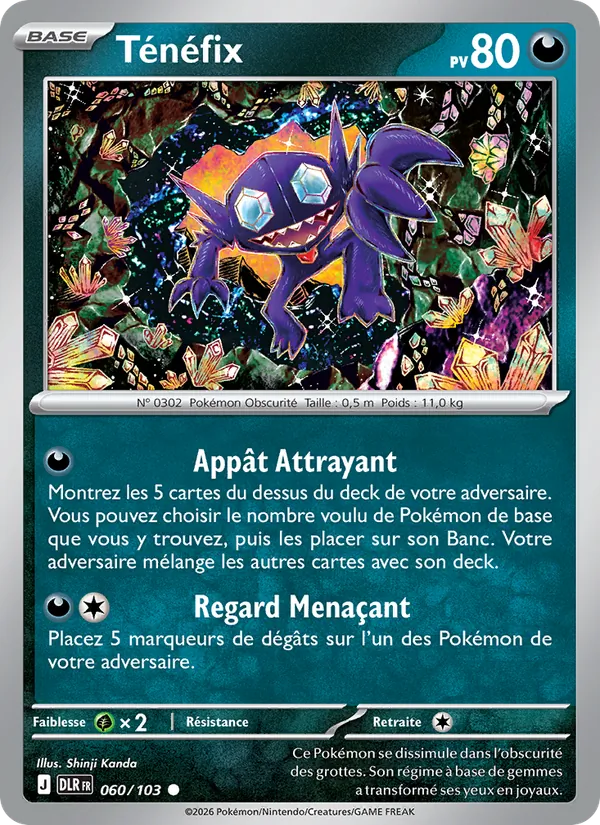 BASE
Ténéfix
PV 80
N° 0302 Pokémon Obscurité Taille : 0,5 m Poids : 11,0 kg
Appât Attrayant
Montrez les 5 cartes du dessus du deck de votre adversaire.
Vous pouvez choisir le nombre voulu de Pokémon de base
que vous y trouvez, puis les placer sur son Banc. Votre
adversaire mélange les autres cartes avec son deck.
Regard Menaçant
Placez 5 marqueurs de dégâts sur l'un des Pokémon de
votre adversaire.
Faiblesse ×2 Résistance Retraite
Illus. Shinji Kanda
Ce Pokémon se dissimule dans l'obscurité
des grottes. Son régime à base de gemmes
a transformé ses yeux en joyaux.
J DLR FR 060/103
©2026 Pokémon/Nintendo/Creatures/GAME FREAK